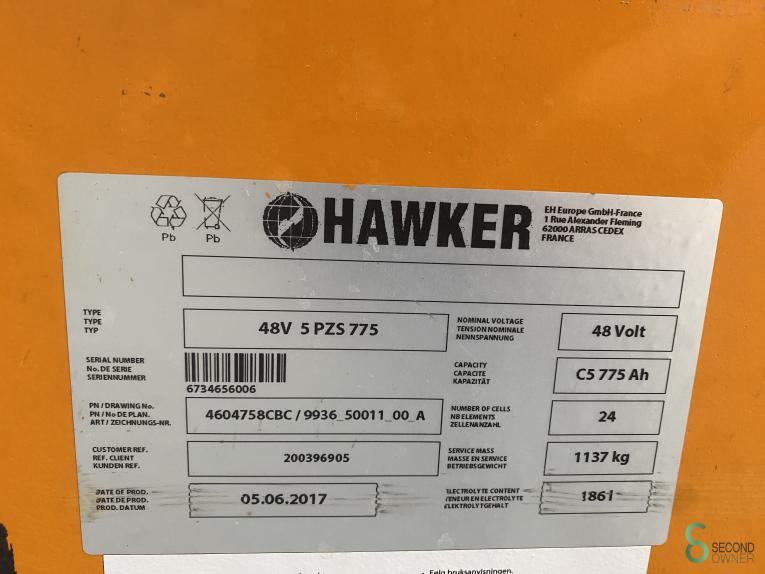 Pb
Pb
HAWKER
EH Europe GmbH-France
1 Rue Alexander Fleming
62000 ARRAS CEDEX
FRANCE
TYPE
TYPE
TYP
48V 5 PZS 775
NOMINAL VOLTAGE
TENSION NOMINALE
NENNSPANNUNG
48 Volt
SERIAL NUMBER
No. DE SERIE
SERIENNUMMER
6734656006
CAPACITY
CAPACITE
KAPAZITÄT
C5 775 Ah
PN / DRAWING No.
PN / No DE PLAN.
ART / ZEICHNUNGS-NR.
4604758CBC / 9936_50011_00_A
NUMBER OF CELLS
NB ELEMENTS
ZELLENANZAHL
24
CUSTOMER REF.
REF. CLIENT
KUNDEN REF.
200396905
SERVICE MASS
MASSE EN SERVICE
BETRIEBSGEWICHT
1137 kg
DATE OF PROD.
DATE DE PROD.
PROD. DATUM
05.06.2017
ELECTROLYTE CONTENT
TENEUR EN ELECTROLYTE
ELEKTROLYTGEHALT
Følg bruksanvisningen.
SECOND
OWNER